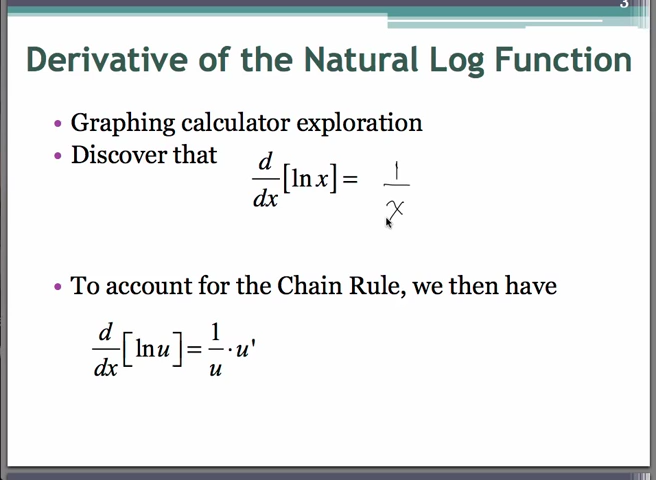 3
Derivative of the Natural Log Function
• Graphing calculator exploration
• Discover that d/dx [ln x] = 1/x
• To account for the Chain Rule, we then have
d/dx [ln u] = 1/u · u'